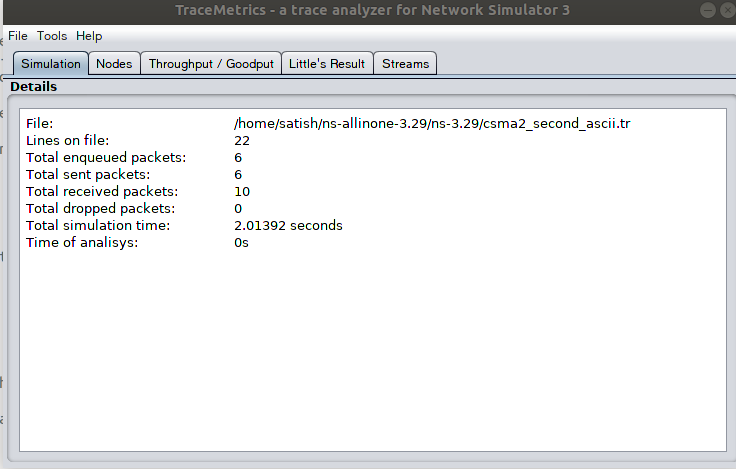 TraceMetrics - a trace analyzer for Network Simulator 3
File Tools Help
Simulation Nodes Throughput / Goodput Little's Result Streams
Details
File: /home/satish/ns-allinone-3.29/ns-3.29/csma2_second_ascii.tr
Lines on file: 22
Total enqueued packets: 6
Total sent packets: 6
Total received packets: 10
Total dropped packets: 0
Total simulation time: 2.01392 seconds
Time of analisys: 0s